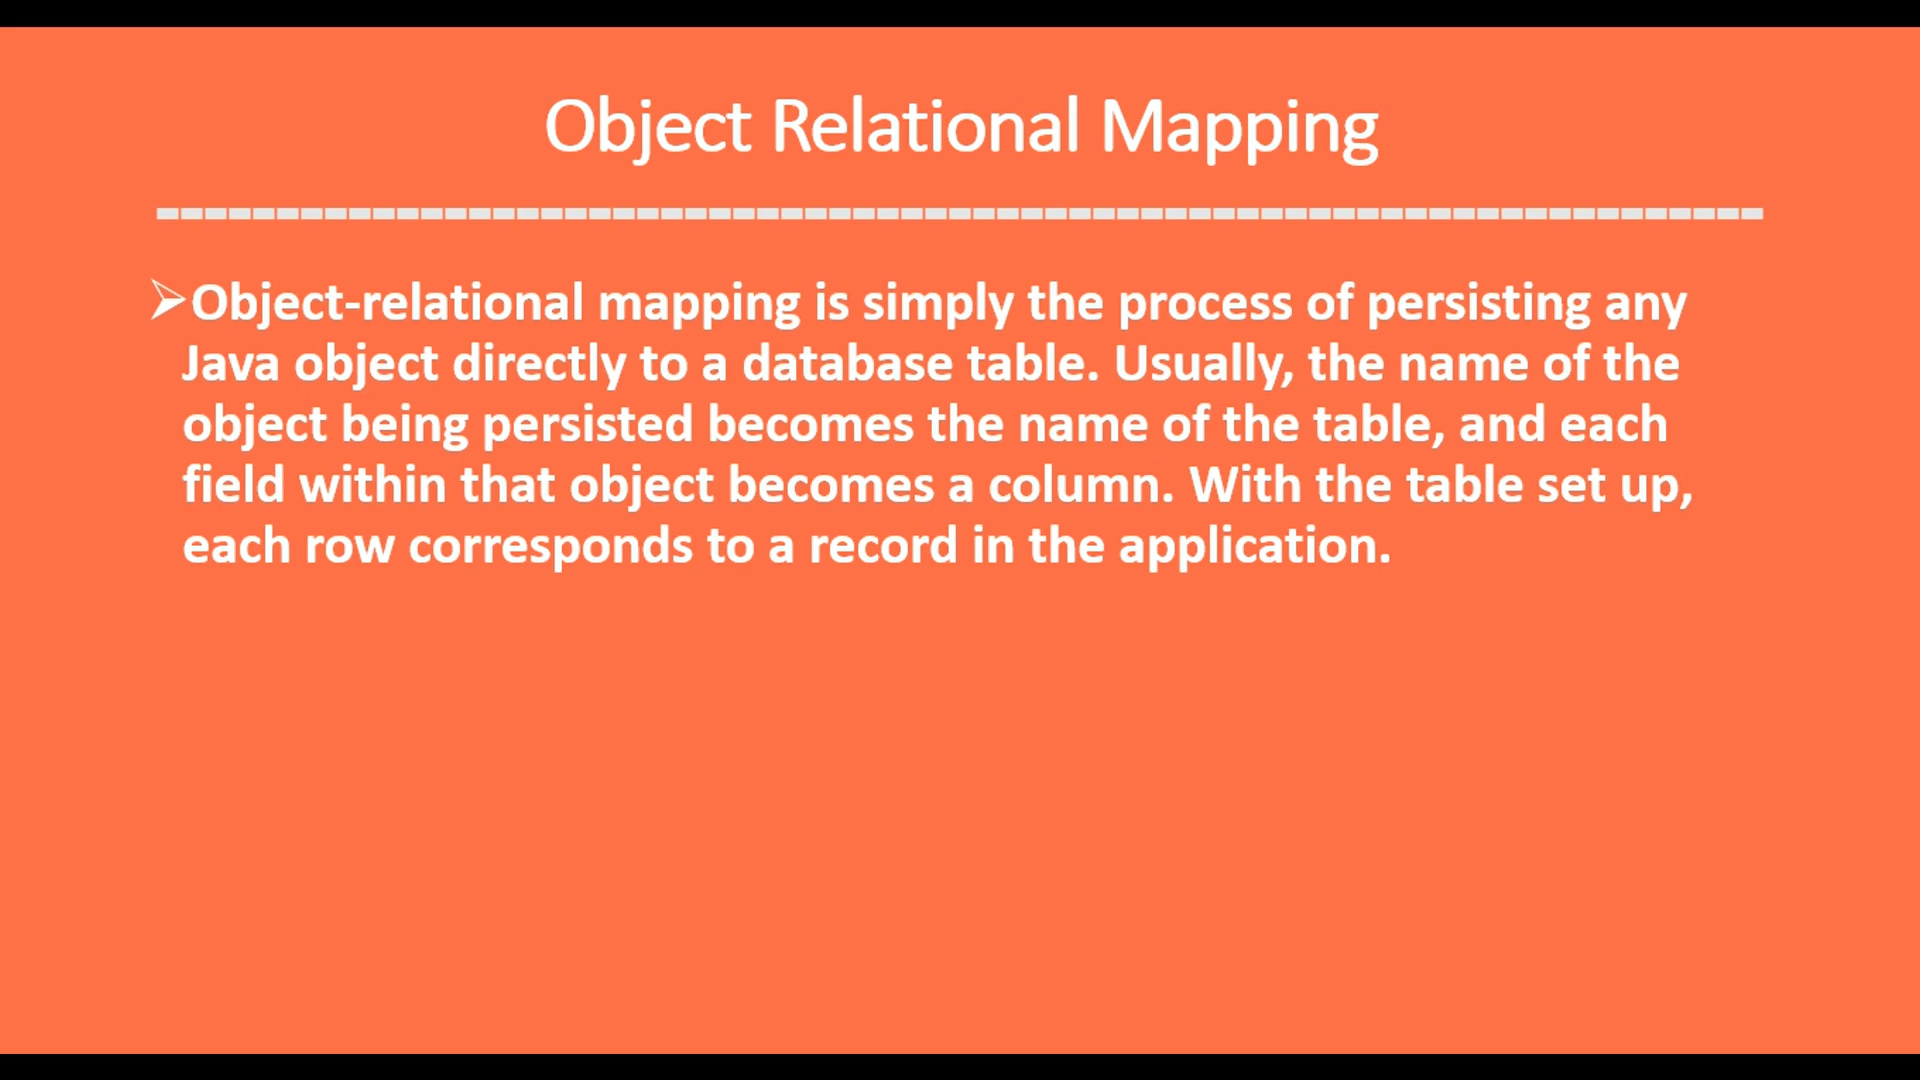 Object Relational Mapping
➢Object-relational mapping is simply the process of persisting any
Java object directly to a database table. Usually, the name of the
object being persisted becomes the name of the table, and each
field within that object becomes a column. With the table set up,
each row corresponds to a record in the application.